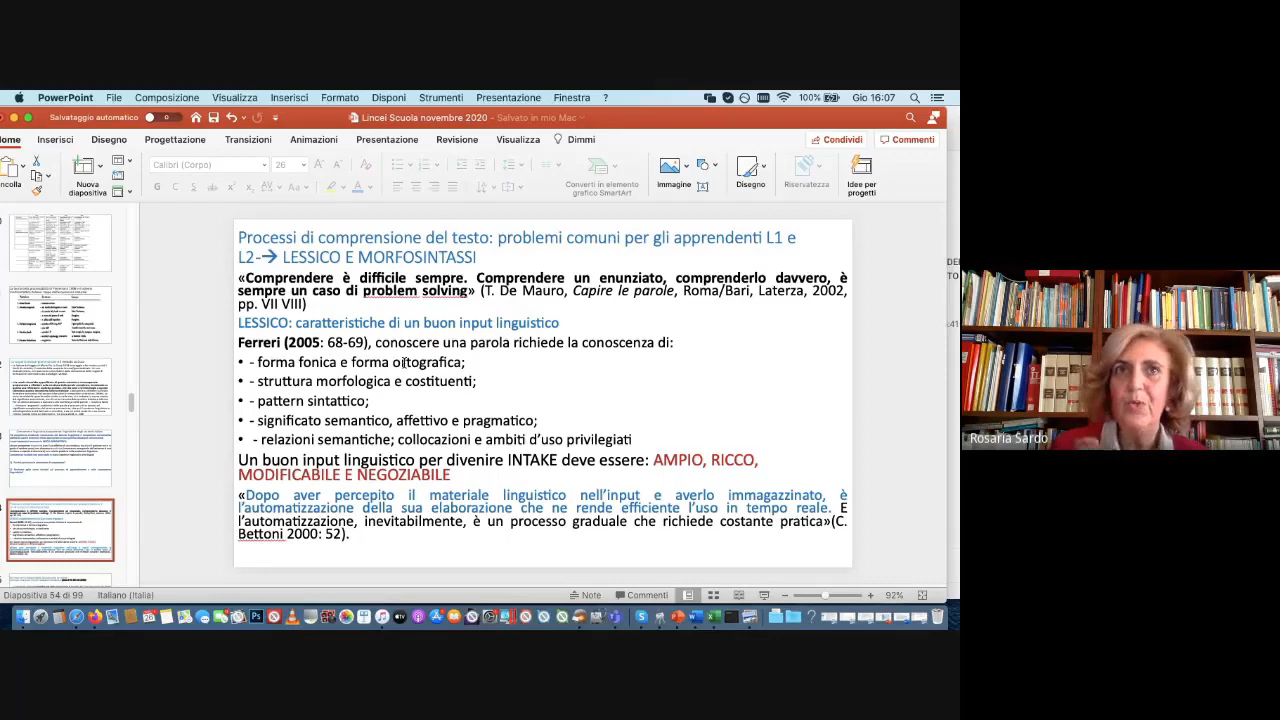 PowerPoint File Composizione Visualizza Inserisci Formato Disponi Strumenti Presentazione Finestra ? 100% Gio 16:07
Salvataggio automatico Lincei Scuola novembre 2020 - Salvato in mio Mac
Home Inserisci Disegno Progettazione Transizioni Animazioni Presentazione Revisione Visualizza Dimmi Condividi Commenti
Calibri (Corpo) 26
Nuova diapositiva
Converti in elemento grafico SmartArt
Immagine
Disegno
Riservatezza
Idee per progetti
Processi di comprensione del testo: problemi comuni per gli apprendenti L1 e
L2-→ LESSICO E MORFOSINTASSI
«Comprendere è difficile sempre. Comprendere un enunziato, comprendelo davvero, è
sempre un caso di problem solving» (T. De Mauro, Capire le parole, Roma/Bari, Laterza, 2002,
pp. VII VIII)
LESSICO: caratteristiche di un buon input linguistico
Ferreri (2005: 68-69), conoscere una parola richiede la conoscenza di:
• - forma fonica e forma ortografica;
• - struttura morfologica e costituenti;
• - pattern sintattico;
• - significato semantico, affettivo e pragmatico,
• - relazioni semantiche; collocazioni ambiti d'uso privilegiati
Un buon input linguistico per divenire INTAKE deve essere: AMPIO, RICCO,
MODIFICABILE E NEGOZIABILE
«Dopo aver percepito il materiale linguistico nell'input e averlo immagazzinato, è
l'automatizzazione della sua elaborazione che ne rende efficiente l'uso in tempo reale. E
l'automatizzazione, inevitabilmente, è un processo graduale che richiede costante pratica»(C.
Bettoni 2000: 52).
Diapositiva 54 di 99 Italiano (Italia) Note Commenti 92%
Rosaria Sardo